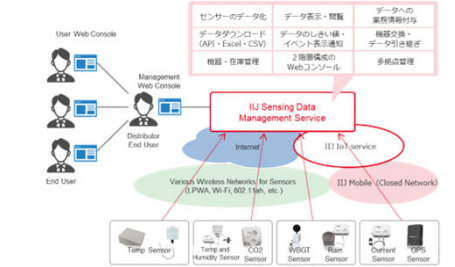 センサーのデータ化
データ表示・閲覧
データへの
業務情報付与
データダウンロード
(API・Excel・CSV)
データのしきい値・
イベント表示通知
機器交換・
データ引き継ぎ
機器・在庫管理
2階層構成の
Webコンソール
多拠点管理
User Web Console
Management
Web Console
IIJ Sensing Data
Management Service
Distributor
End User
End User
Internet
IIJ IoT service
Various Wireless Networks for Sensors
(LPWA, Wi-Fi, 802.11ah, etc.)
IIJ Mobile (Closed Network)
Temp Sensor
Temp and
Humidity Sensor
CO2
Sensor
WBGT
Sensor
Rain
Sensor
Current
Sensor
GPS
Sensor